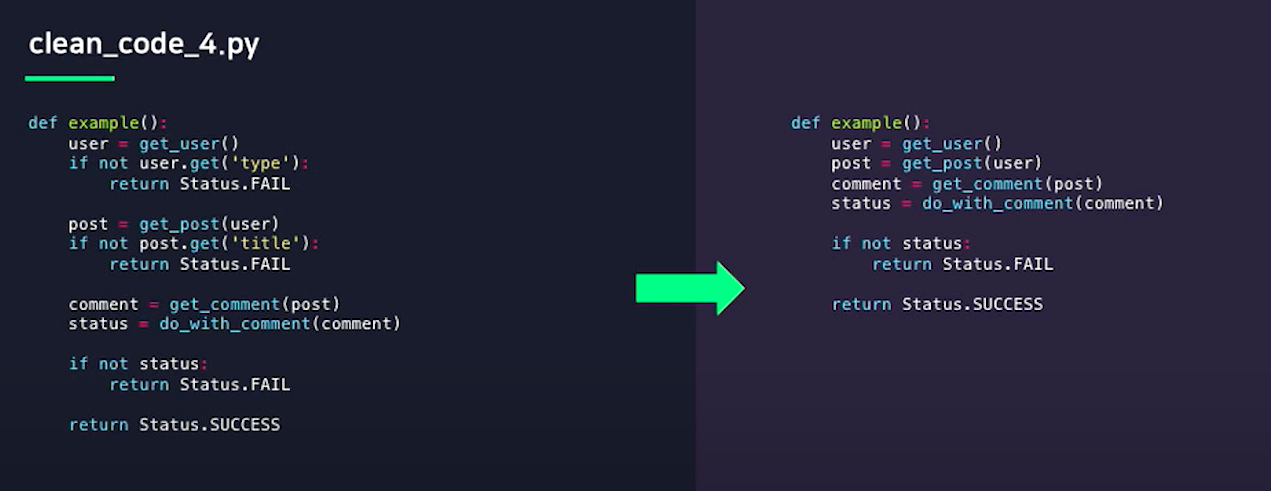 clean_code_4.py
def example():
    user = get_user()
    if not user.get('type'):
        return Status.FAIL

    post = get_post(user)
    if not post.get('title'):
        return Status.FAIL

    comment = get_comment(post)
    status = do_with_comment(comment)

    if not status:
        return Status.FAIL

    return Status.SUCCESS

def example():
    user = get_user()
    post = get_post(user)
    comment = get_comment(post)
    status = do_with_comment(comment)

    if not status:
        return Status.FAIL

    return Status.SUCCESS